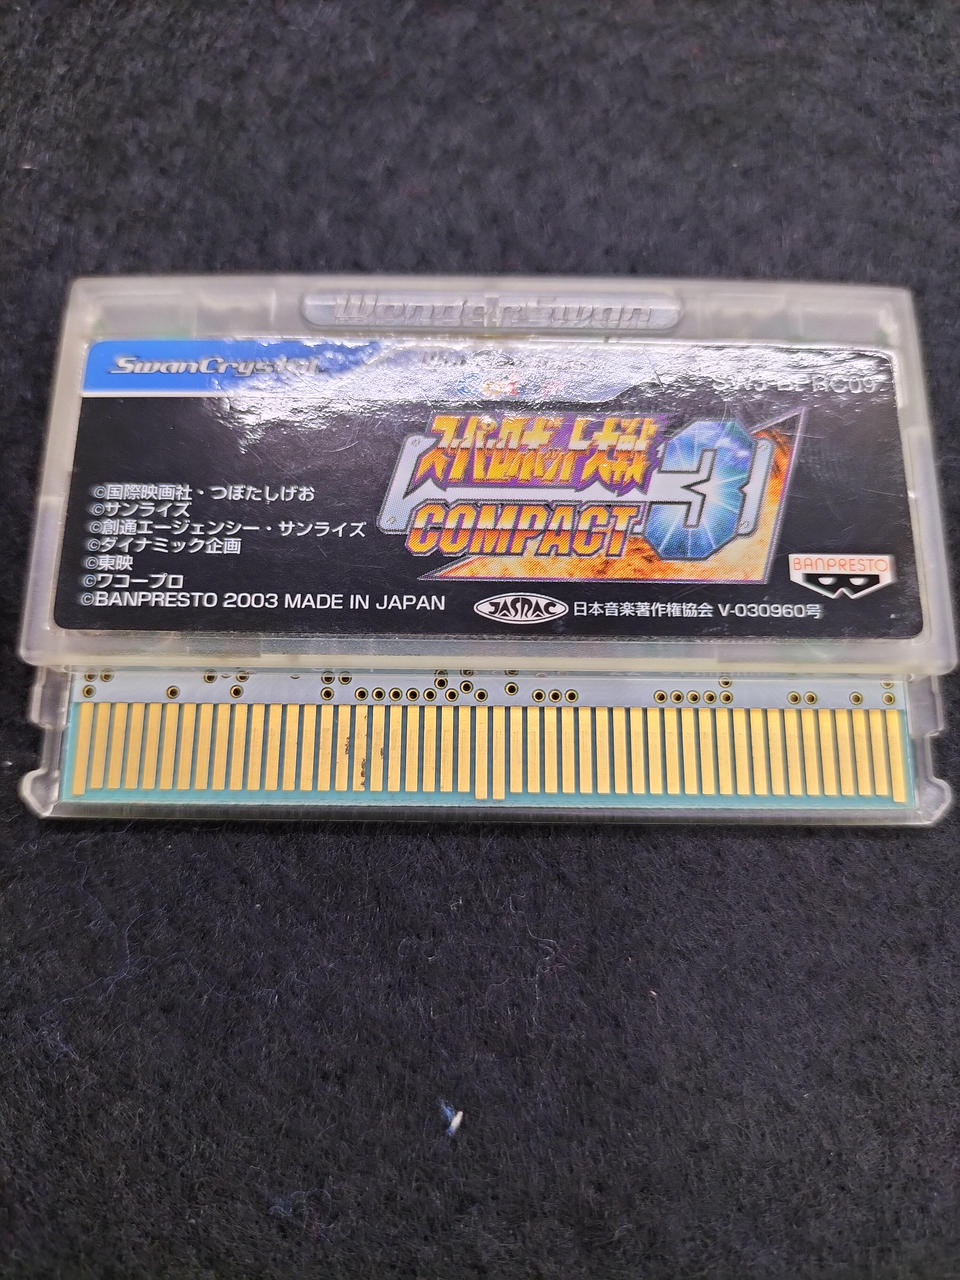 WonderSwan
SwanCrystal
SWJ-BPRC09
スーパーロボット大戦
COMPACT 3
©国際映画社・つぼたしげお
©サンライズ
©創通エージェンシー・サンライズ
©ダイナミック企画
©東映
©ワコープロ
©BANPRESTO 2003 MADE IN JAPAN
JASRAC
日本音楽著作権協会 V-030960号
BANPRESTO